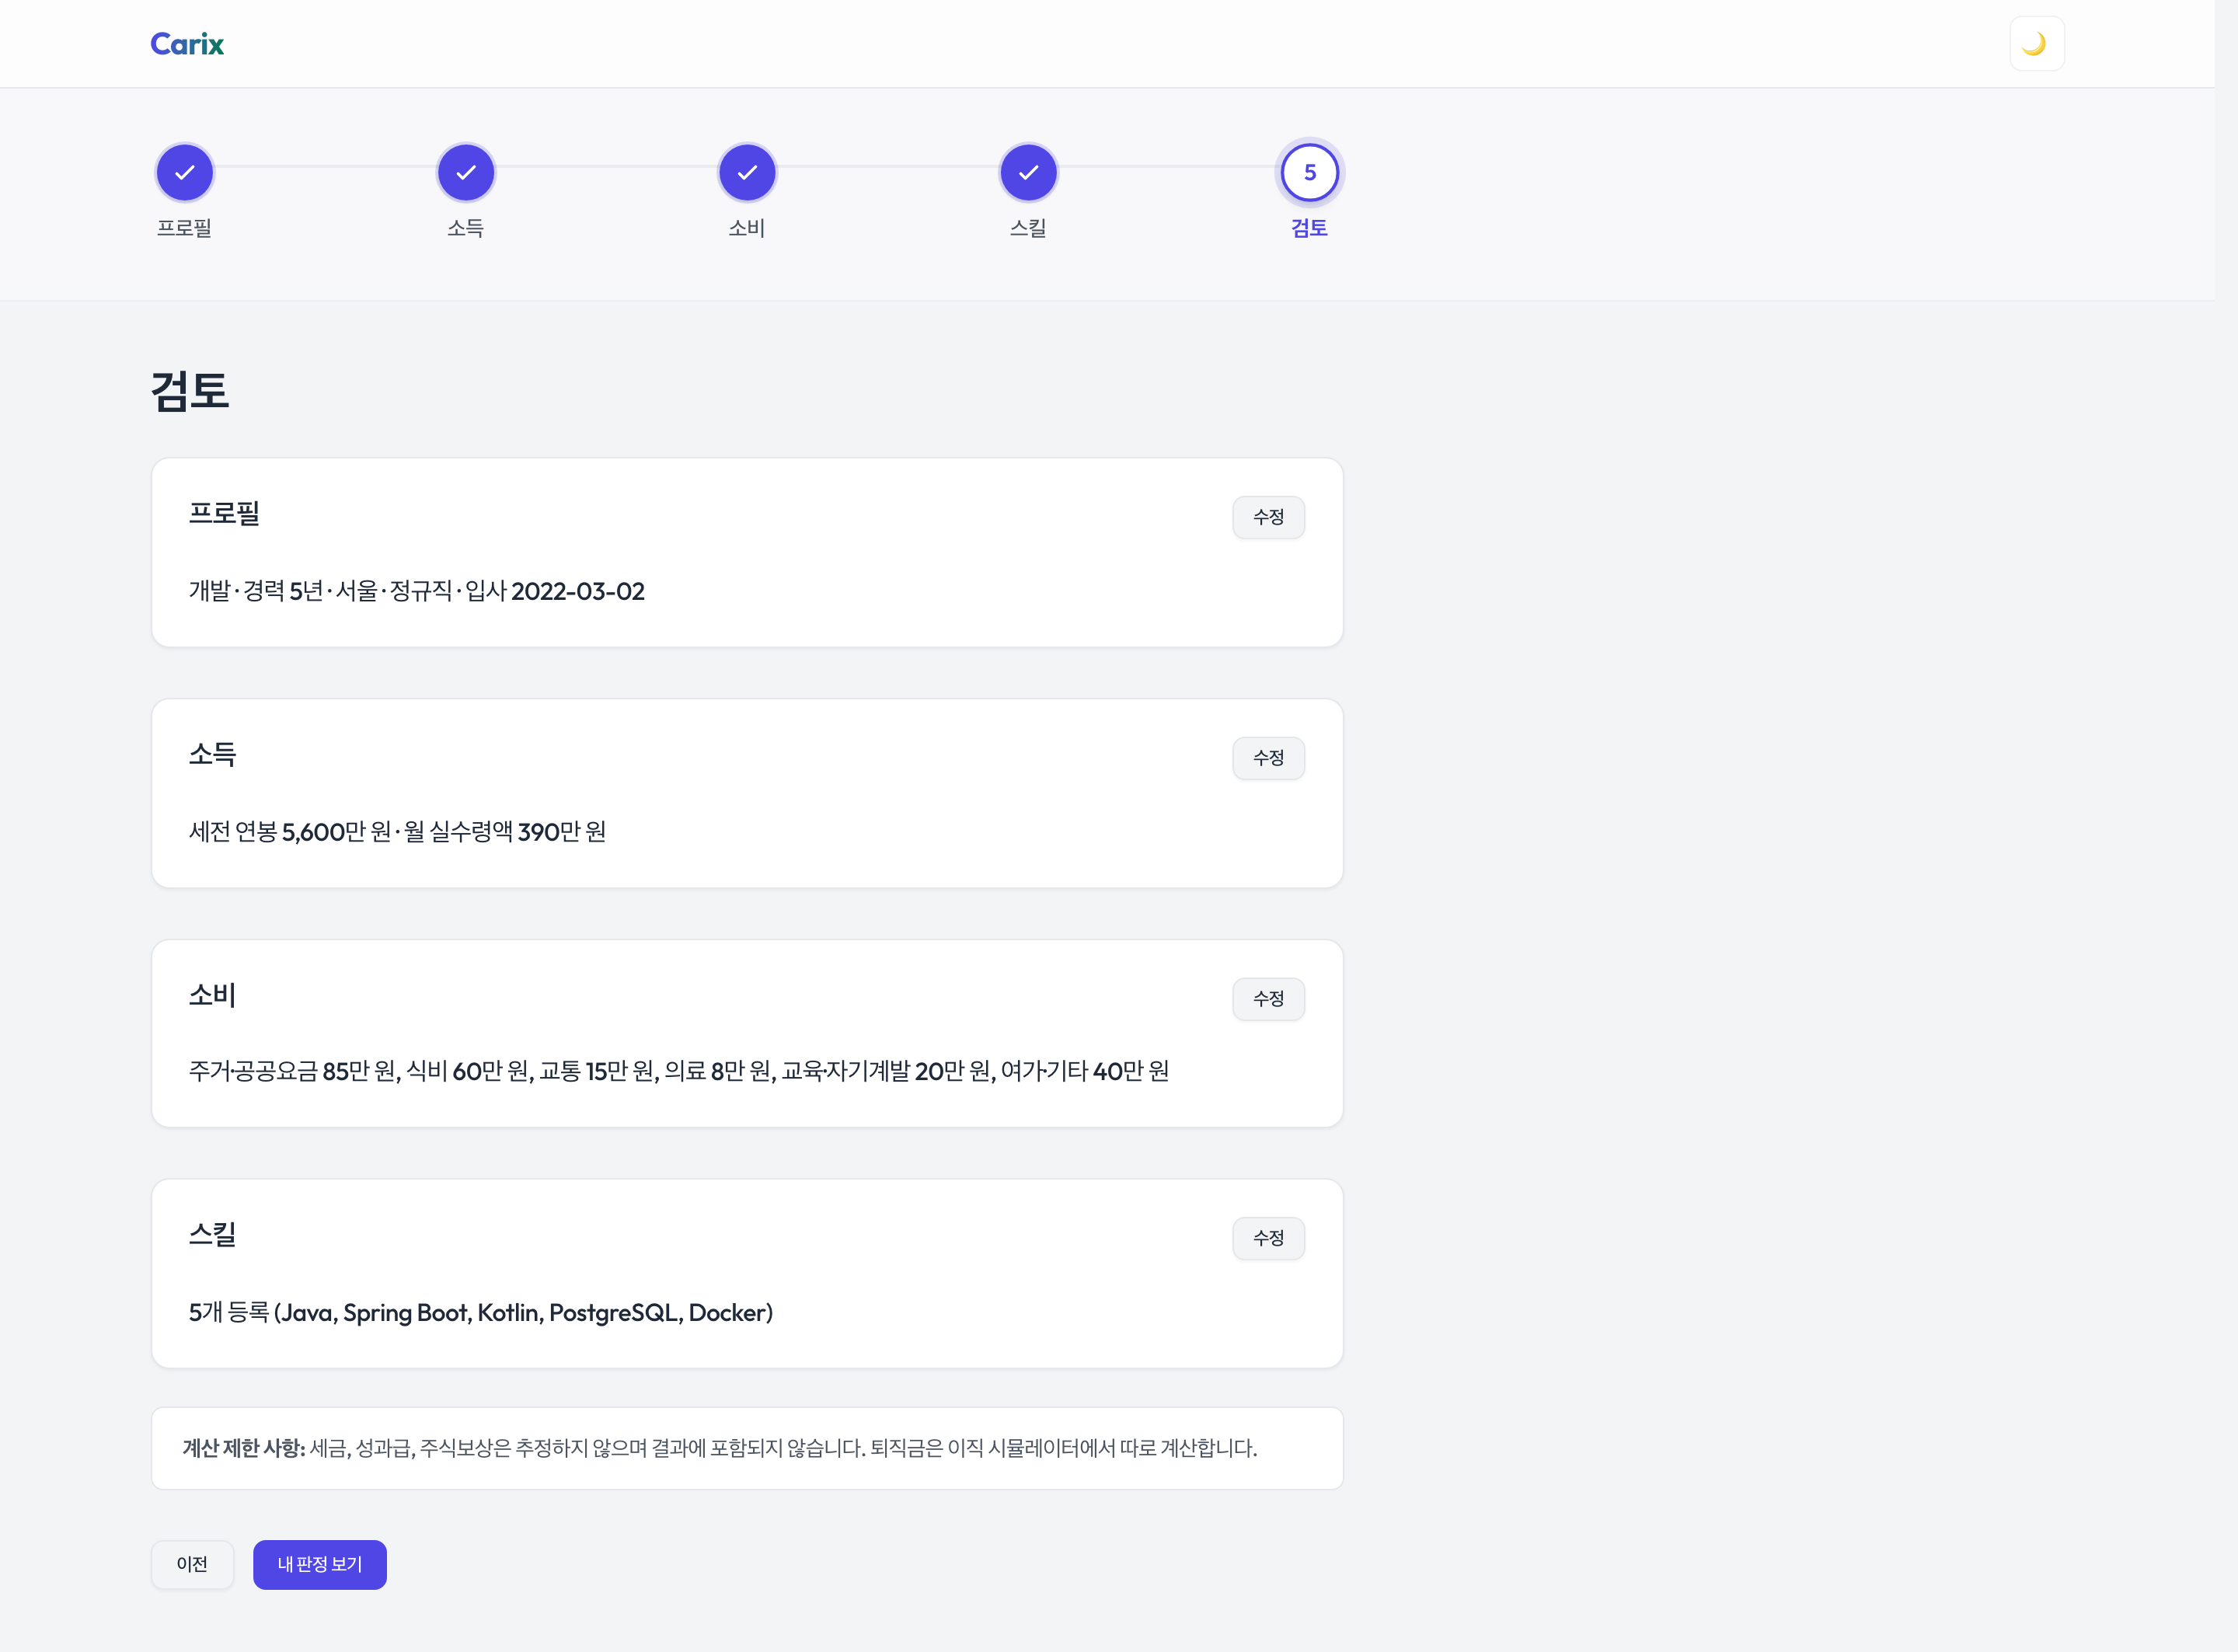 Carix
프로필
소득
소비
스킬
5
검토
검토
프로필
수정
개발 · 경력 5년 · 서울 · 정규직 · 입사 2022-03-02
소득
수정
세전 연봉 5,600만 원 · 월 실수령액 390만 원
소비
수정
주거·공공요금 85만 원, 식비 60만 원, 교통 15만 원, 의료 8만 원, 교육·자기계발 20만 원, 여가·기타 40만 원
스킬
수정
5개 등록 (Java, Spring Boot, Kotlin, PostgreSQL, Docker)
계산 제한 사항: 세금, 성과급, 주식보상은 추정하지 않으며 결과에 포함되지 않습니다. 퇴직금은 이직 시뮬레이터에서 따로 계산합니다.
이전
내 판정 보기